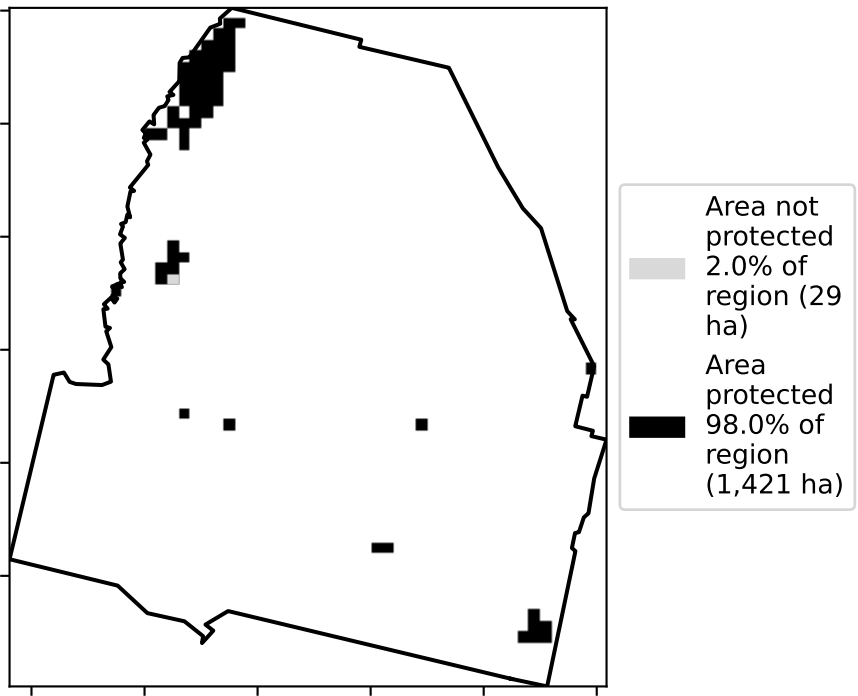 Area not
protected
2.0% of
region (29
ha)
Area
protected
98.0% of
region
(1,421 ha)